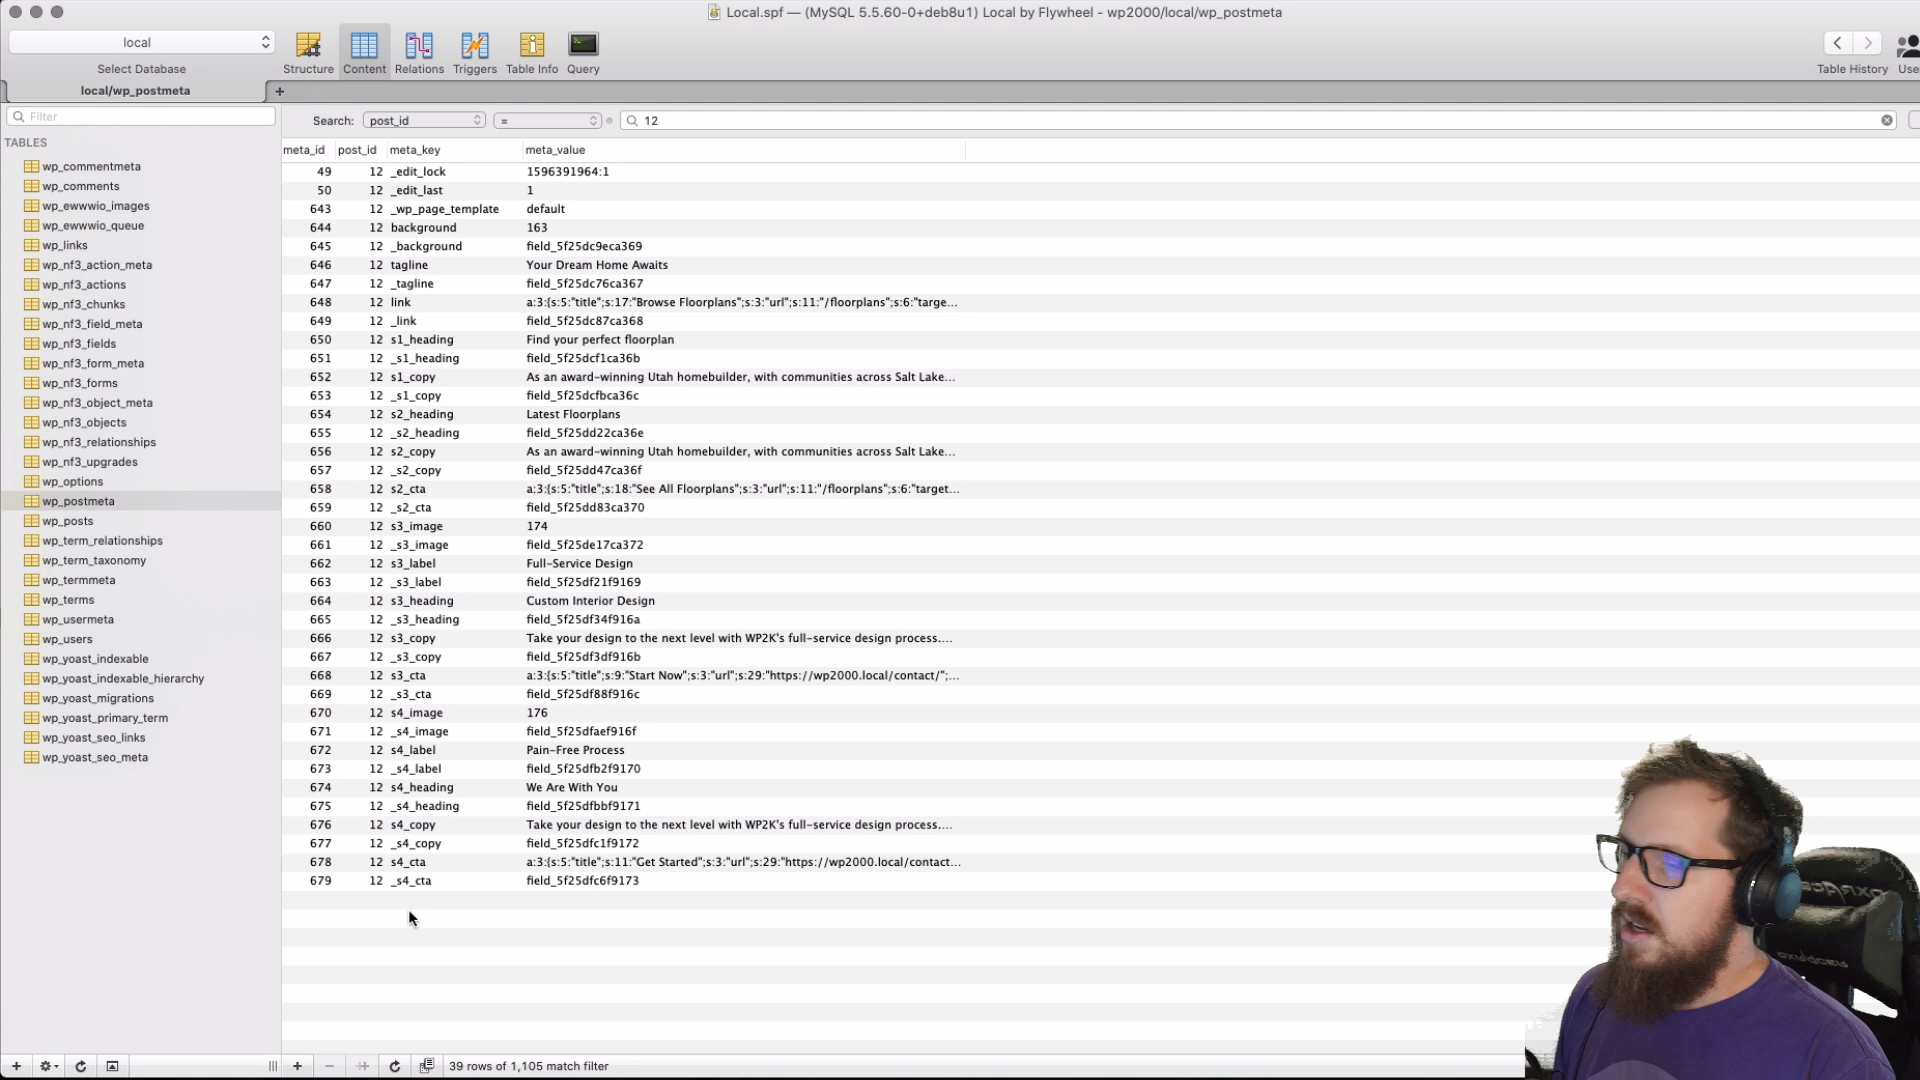 Local.spf — (MySQL 5.5.60-0+deb8u1) Local by Flywheel - wp2000/local/wp_postmeta
local
Select Database
Structure
Content
Relations
Triggers
Table Info
Query
Table History
Use
local/wp_postmeta
Filter
Search: post_id = 12
TABLES
wp_commentmeta
wp_comments
wp_ewwwio_images
wp_ewwwio_queue
wp_links
wp_nf3_action_meta
wp_nf3_actions
wp_nf3_chunks
wp_nf3_field_meta
wp_nf3_fields
wp_nf3_form_meta
wp_nf3_forms
wp_nf3_object_meta
wp_nf3_objects
wp_nf3_relationships
wp_nf3_upgrades
wp_options
wp_postmeta
wp_posts
wp_term_relationships
wp_term_taxonomy
wp_termmeta
wp_terms
wp_usermeta
wp_users
wp_yoast_indexable
wp_yoast_indexable_hierarchy
wp_yoast_migrations
wp_yoast_primary_term
wp_yoast_seo_links
wp_yoast_seo_meta
meta_id post_id meta_key meta_value
49 12 _edit_lock 1596391964:1
50 12 _edit_last 1
643 12 _wp_page_template default
644 12 background 163
645 12 _background field_5f25dc9eca369
646 12 tagline Your Dream Home Awaits
647 12 _tagline field_5f25dc76ca367
648 12 link a:3:{s:5:"title";s:17:"Browse Floorplans";s:3:"url";s:11:"/floorplans";s:6:"targe...
649 12 _link field_5f25dc87ca368
650 12 s1_heading Find your perfect floorplan
651 12 _s1_heading field_5f25dcf1ca36b
652 12 s1_copy As an award-winning Utah homebuilder, with communities across Salt Lake...
653 12 _s1_copy field_5f25dcfbca36c
654 12 s2_heading Latest Floorplans
655 12 _s2_heading field_5f25dd22ca36e
656 12 s2_copy As an award-winning Utah homebuilder, with communities across Salt Lake...
657 12 _s2_copy field_5f25dd47ca36f
658 12 s2_cta a:3:{s:5:"title";s:18:"See All Floorplans";s:3:"url";s:11:"/floorplans";s:6:"target...
659 12 _s2_cta field_5f25dd83ca370
660 12 s3_image 174
661 12 _s3_image field_5f25de17ca372
662 12 s3_label Full-Service Design
663 12 _s3_label field_5f25df21f9169
664 12 s3_heading Custom Interior Design
665 12 _s3_heading field_5f25df34f916a
666 12 s3_copy Take your design to the next level with WP2K's full-service design process....
667 12 _s3_copy field_5f25df3df916b
668 12 s3_cta a:3:{s:5:"title";s:9:"Start Now";s:3:"url";s:29:"https://wp2000.local/contact/";...
669 12 _s3_cta field_5f25df88f916c
670 12 s4_image 176
671 12 _s4_image field_5f25dfaef916f
672 12 s4_label Pain-Free Process
673 12 _s4_label field_5f25dfb2f9170
674 12 s4_heading We Are With You
675 12 _s4_heading field_5f25dfbbf9171
676 12 s4_copy Take your design to the next level with WP2K's full-service design process....
677 12 _s4_copy field_5f25dfc1f9172
678 12 s4_cta a:3:{s:5:"title";s:11:"Get Started";s:3:"url";s:29:"https://wp2000.local/contact...
679 12 _s4_cta field_5f25dfc6f9173
39 rows of 1,105 match filter